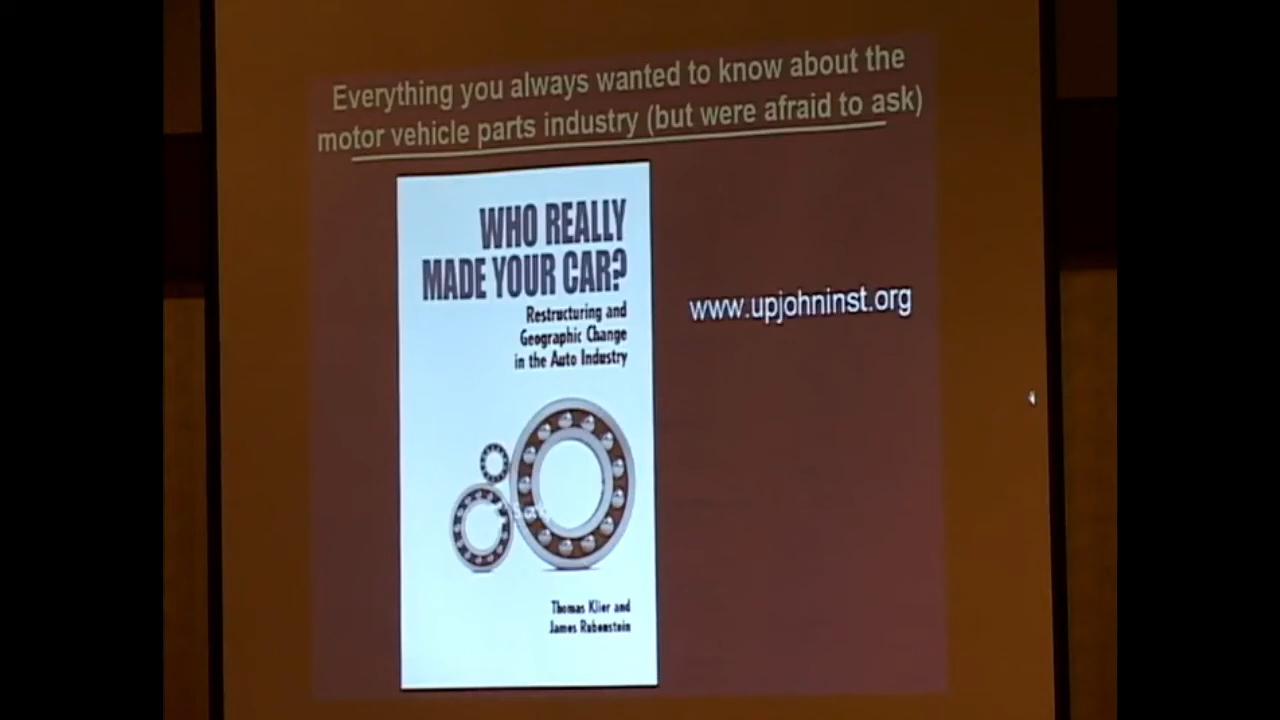 Everything you always wanted to know about the
motor vehicle parts industry (but were afraid to ask)
WHO REALLY
MADE YOUR CAR?
Restructuring and
Geographic Change
in the Auto Industry
www.upjohninst.org
Thomas Klier and
James Rubenstein